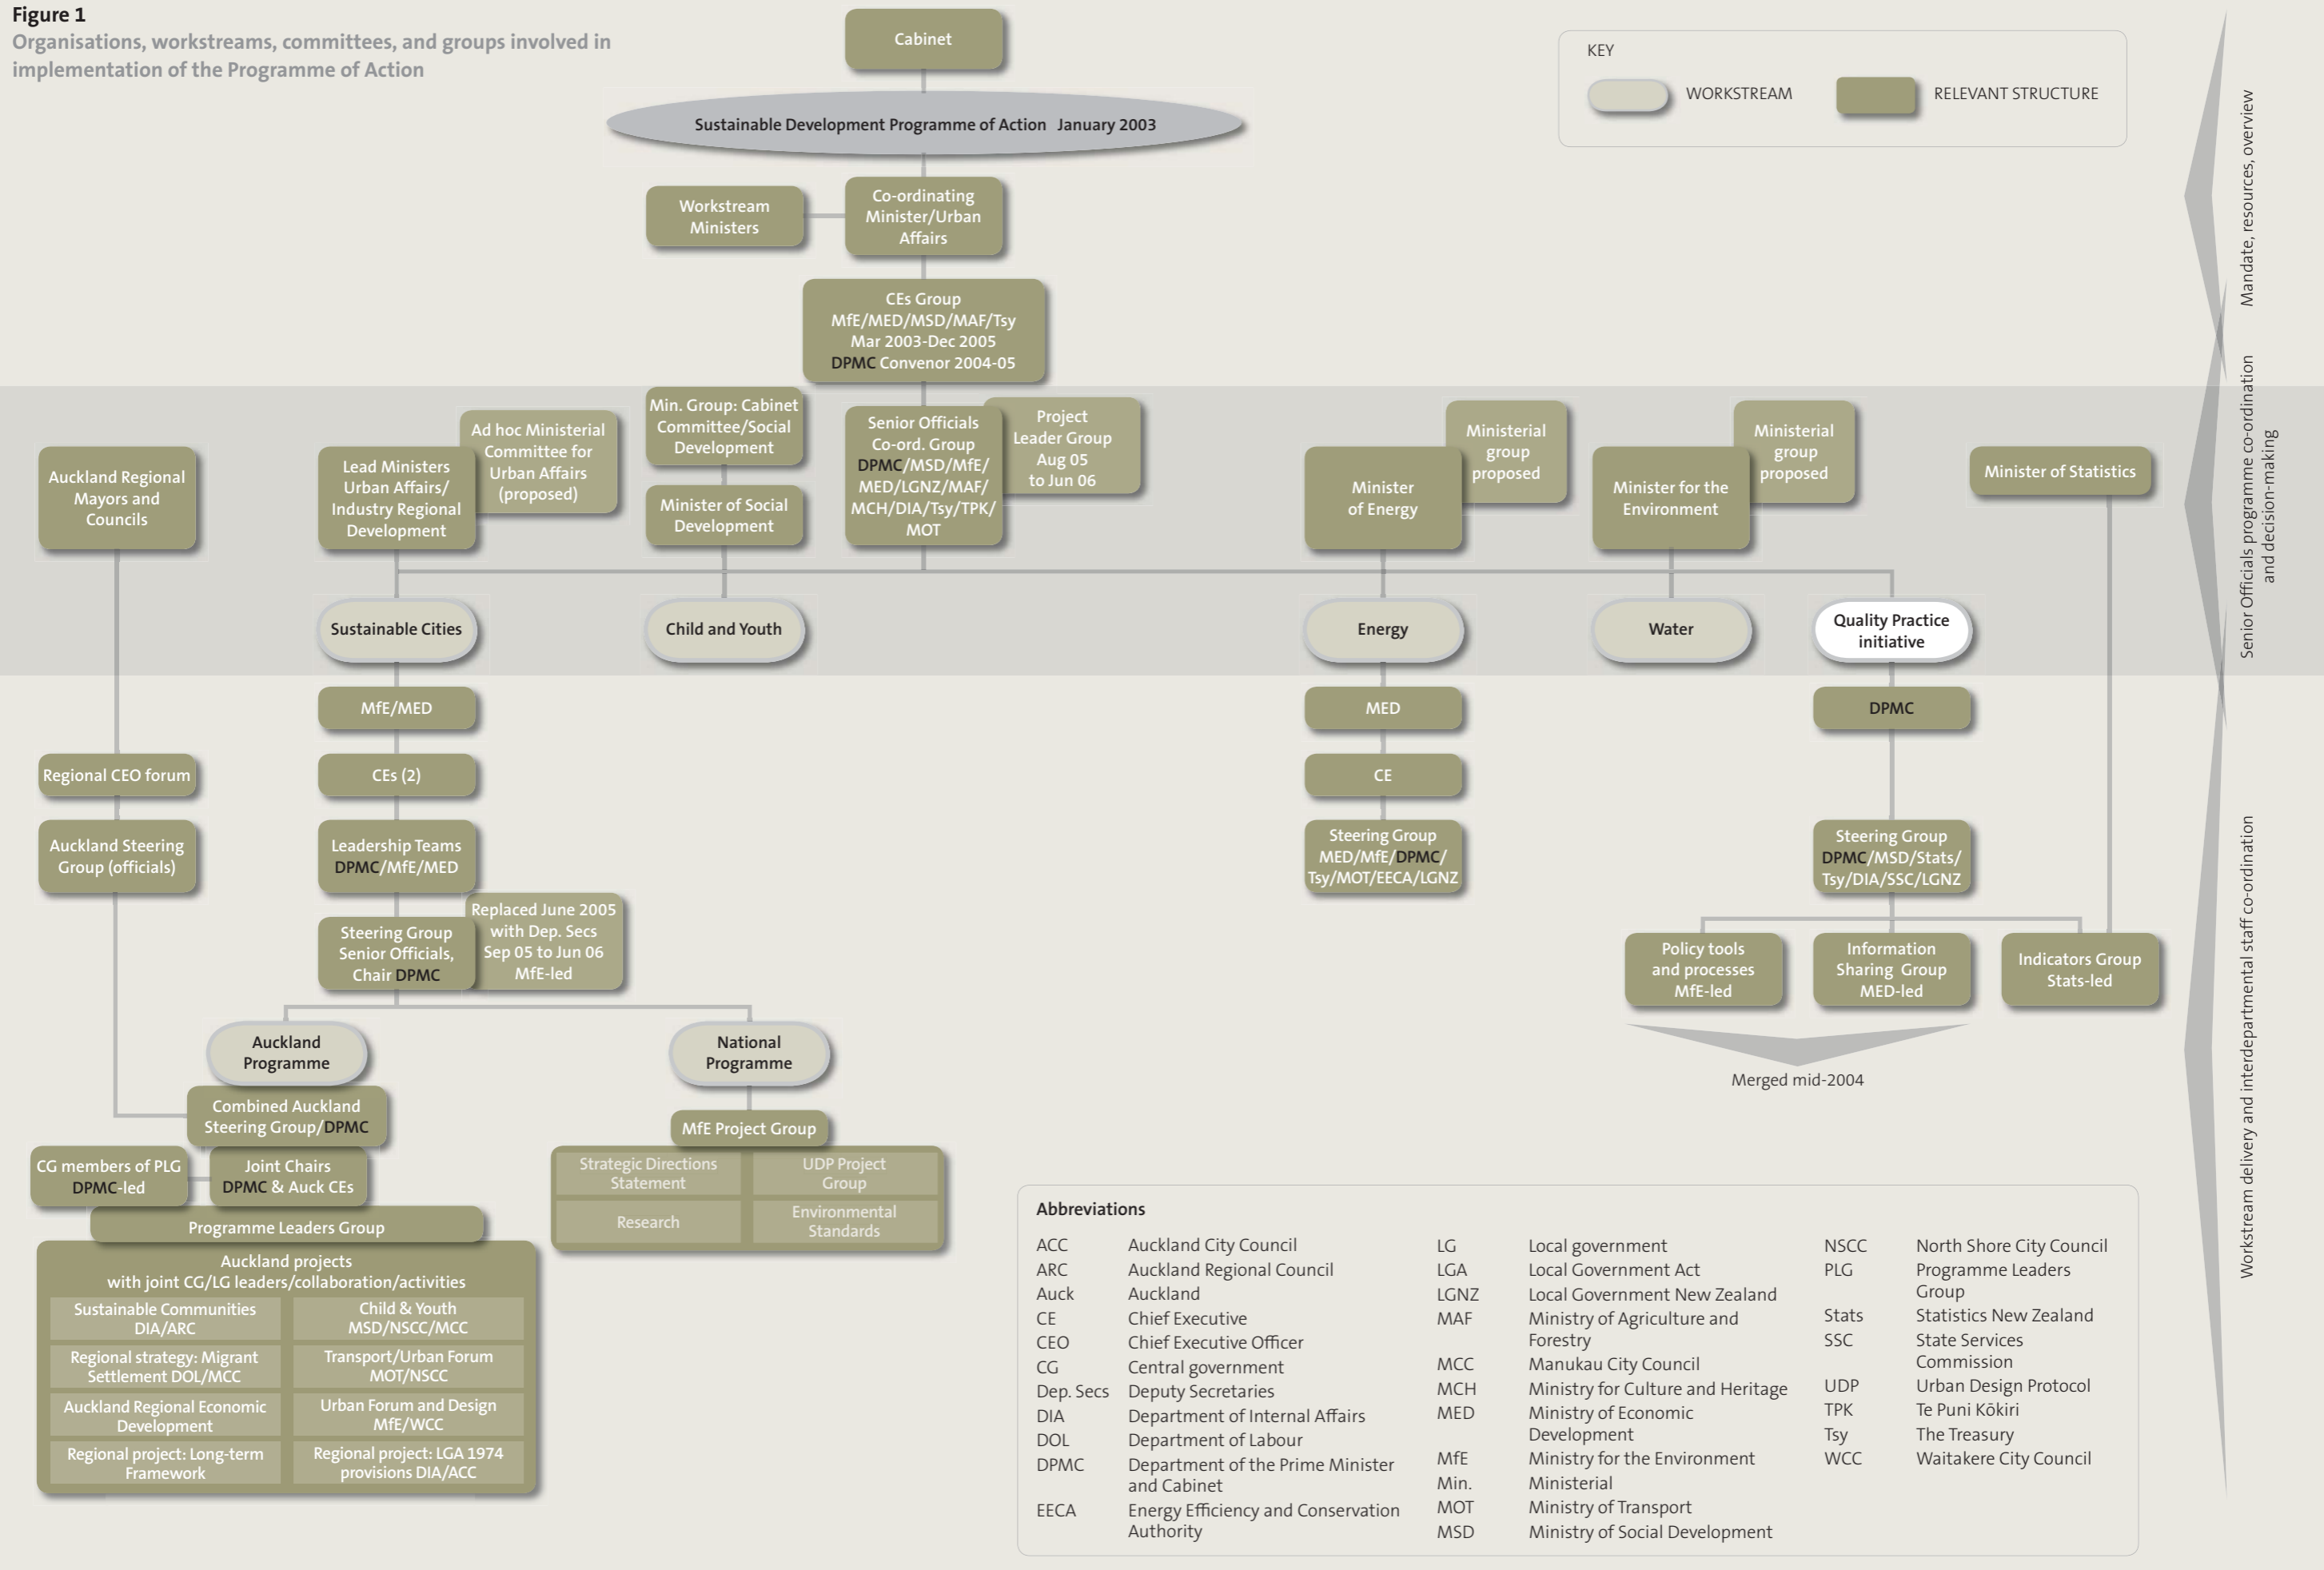 Figure 1
Organisations, workstreams, committees, and groups involved in
implementation of the Programme of Action
Cabinet
KEY
WORKSTREAM
RELEVANT STRUCTURE
Sustainable Development Programme of Action January 2003
Workstream
Ministers
Co-ordinating
Minister/Urban
Affairs
CEs Group
MfE/MED/MSD/MAF/Tsy
Mar 2003-Dec 2005
DPMC Convenor 2004-05
Mandate, resources, overview
Auckland Regional
Mayors and
Councils
Lead Ministers
Urban Affairs/
Industry Regional
Development
Ad hoc Ministerial
Committee for
Urban Affairs
(proposed)
Min. Group: Cabinet
Committee/Social
Development
Minister of Social
Development
Senior Officials
Co-ord. Group
DPMC/MSD/MfE/
MED/LGNZ/MAF/
MCH/DIA/Tsy/TPK/
MOT
Project
Leader Group
Aug 05
to Jun 06
Minister
of Energy
Ministerial
group
proposed
Minister for the
Environment
Ministerial
group
proposed
Minister of Statistics
Senior Officials programme co-ordination
and decision-making
Sustainable Cities
Child and Youth
Energy
Water
Quality Practice
initiative
MfE/MED
MED
DPMC
Regional CEO forum
CEs (2)
CE
Auckland Steering
Group (officials)
Leadership Teams
DPMC/MfE/MED
Steering Group
MED/MfE/DPMC/
Tsy/MOT/EECA/LGNZ
Steering Group
DPMC/MSD/Stats/
Tsy/DIA/SSC/LGNZ
Steering Group
Senior Officials,
Chair DPMC
Replaced June 2005
with Dep. Secs
Sep 05 to Jun 06
MfE-led
Policy tools
and processes
MfE-led
Information
Sharing Group
MED-led
Indicators Group
Stats-led
Merged mid-2004
Workstream delivery and interdepartmental staff co-ordination
Auckland
Programme
National
Programme
Combined Auckland
Steering Group/DPMC
MfE Project Group
CG members of PLG
DPMC-led
Joint Chairs
DPMC & Auck CEs
Strategic Directions
Statement
UDP Project
Group
Research
Environmental
Standards
Programme Leaders Group
Auckland projects
with joint CG/LG leaders/collaboration/activities
Sustainable Communities
DIA/ARC
Child & Youth
MSD/NSCC/MCC
Regional strategy: Migrant
Settlement DOL/MCC
Transport/Urban Forum
MOT/NSCC
Auckland Regional Economic
Development
Urban Forum and Design
MfE/WCC
Regional project: Long-term
Framework
Regional project: LGA 1974
provisions DIA/ACC
Abbreviations
ACC Auckland City Council
ARC Auckland Regional Council
Auck Auckland
CE Chief Executive
CEO Chief Executive Officer
CG Central government
Dep. Secs Deputy Secretaries
DIA Department of Internal Affairs
DOL Department of Labour
DPMC Department of the Prime Minister
and Cabinet
EECA Energy Efficiency and Conservation
Authority
LG Local government
LGA Local Government Act
LGNZ Local Government New Zealand
MAF Ministry of Agriculture and
Forestry
MCC Manukau City Council
MCH Ministry for Culture and Heritage
MED Ministry of Economic
Development
MfE Ministry for the Environment
Min. Ministerial
MOT Ministry of Transport
MSD Ministry of Social Development
NSCC North Shore City Council
PLG Programme Leaders
Group
Stats Statistics New Zealand
SSC State Services
Commission
UDP Urban Design Protocol
TPK Te Puni Kōkiri
Tsy The Treasury
WCC Waitakere City Council